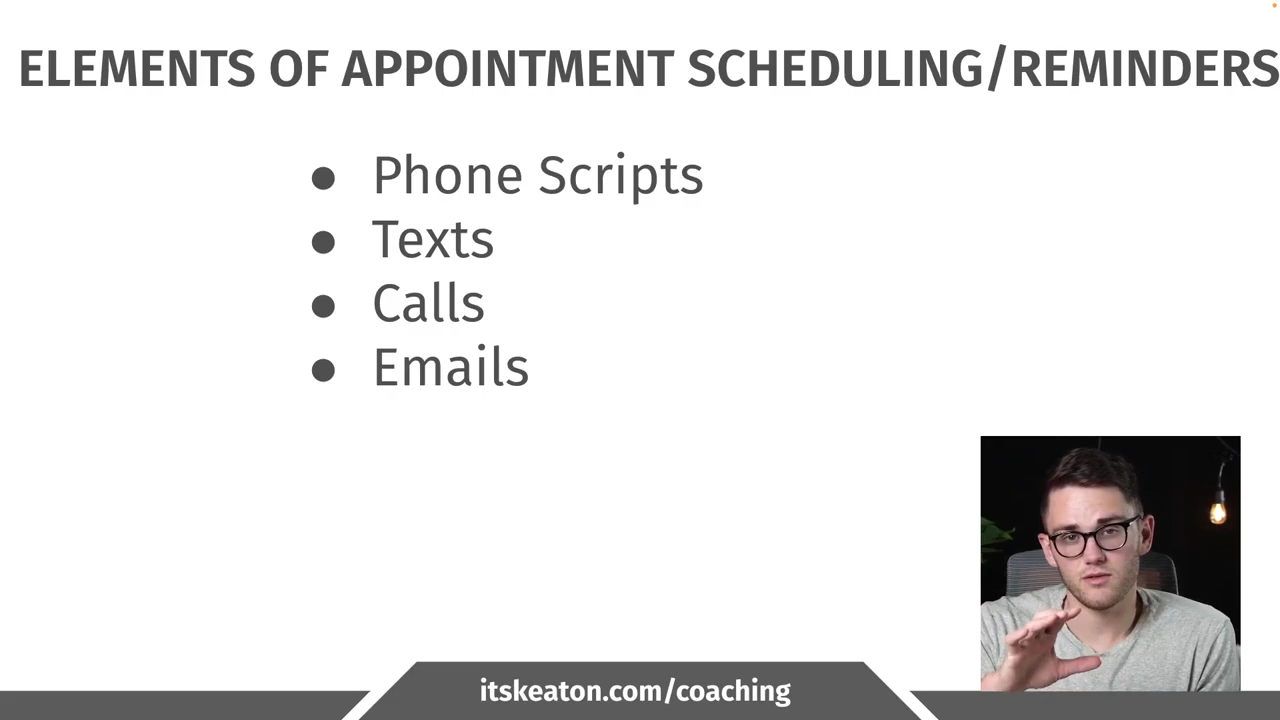 ELEMENTS OF APPOINTMENT SCHEDULING/REMINDERS
● Phone Scripts
● Texts
● Calls
● Emails
itskeaton.com/coaching